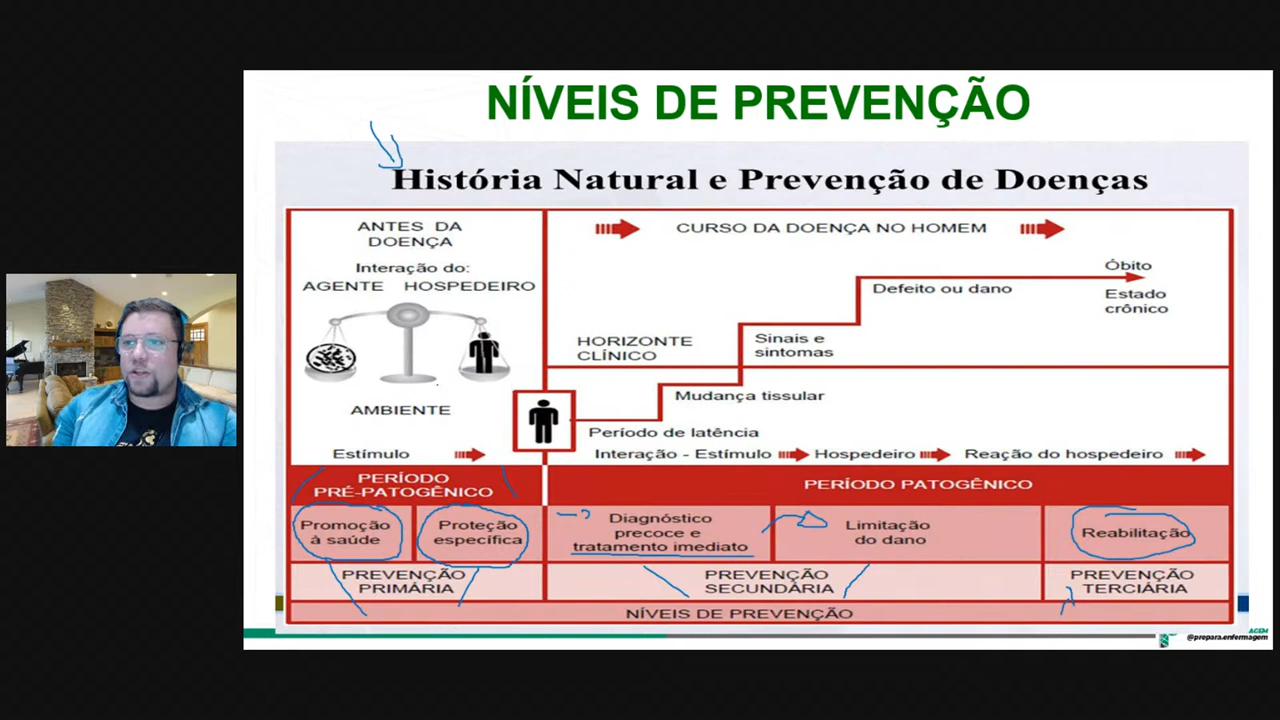 NÍVEIS DE PREVENÇÃO
História Natural e Prevenção de Doenças
ANTES DA
DOENÇA
Interação do:
AGENTE HOSPEDEIRO
AMBIENTE
Estímulo
CURSO DA DOENÇA NO HOMEM
Óbito
Estado
crônico
Defeito ou dano
HORIZONTE
CLÍNICO
Sinais e
sintomas
Mudança tissular
Período de latência
Interação - Estímulo
Hospedeiro
Reação do hospedeiro
PERÍODO
PRÉ-PATOGÊNICO
PERÍODO PATOGÊNICO
Promoção
à saúde
Proteção
específica
Diagnóstico
precoce e
tratamento imediato
Limitação
do dano
Reabilitação
PREVENÇÃO
PRIMÁRIA
PREVENÇÃO
SECUNDÁRIA
PREVENÇÃO
TERCIÁRIA
NÍVEIS DE PREVENÇÃO
ACEM
@prepara.enfermagem